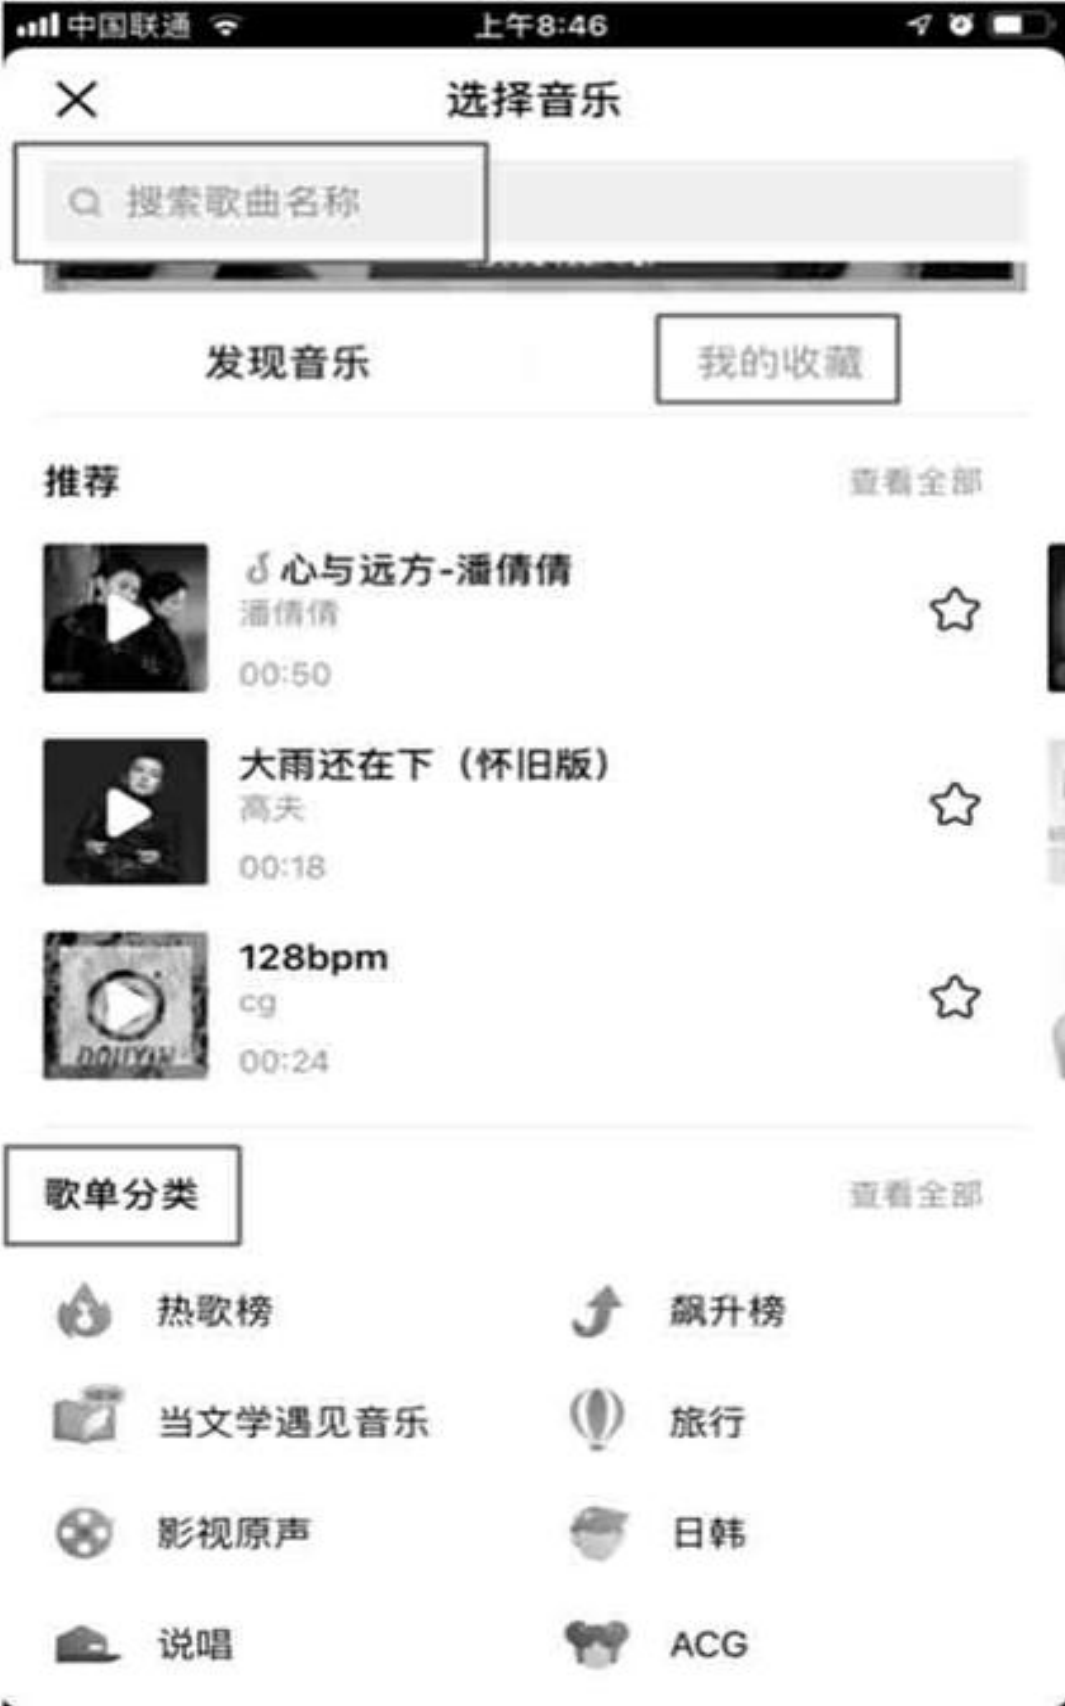 中国联通
上午8:46
选择音乐
搜索歌曲名称
发现音乐
我的收藏
推荐
查看全部
心与远方-潘倩倩
潘倩倩
00:50
大雨还在下（怀旧版）
高夫
00:18
128bpm
cg
00:24
DOUYIN
歌单分类
查看全部
热歌榜
飙升榜
当文学遇见音乐
旅行
影视原声
日韩
说唱
ACG